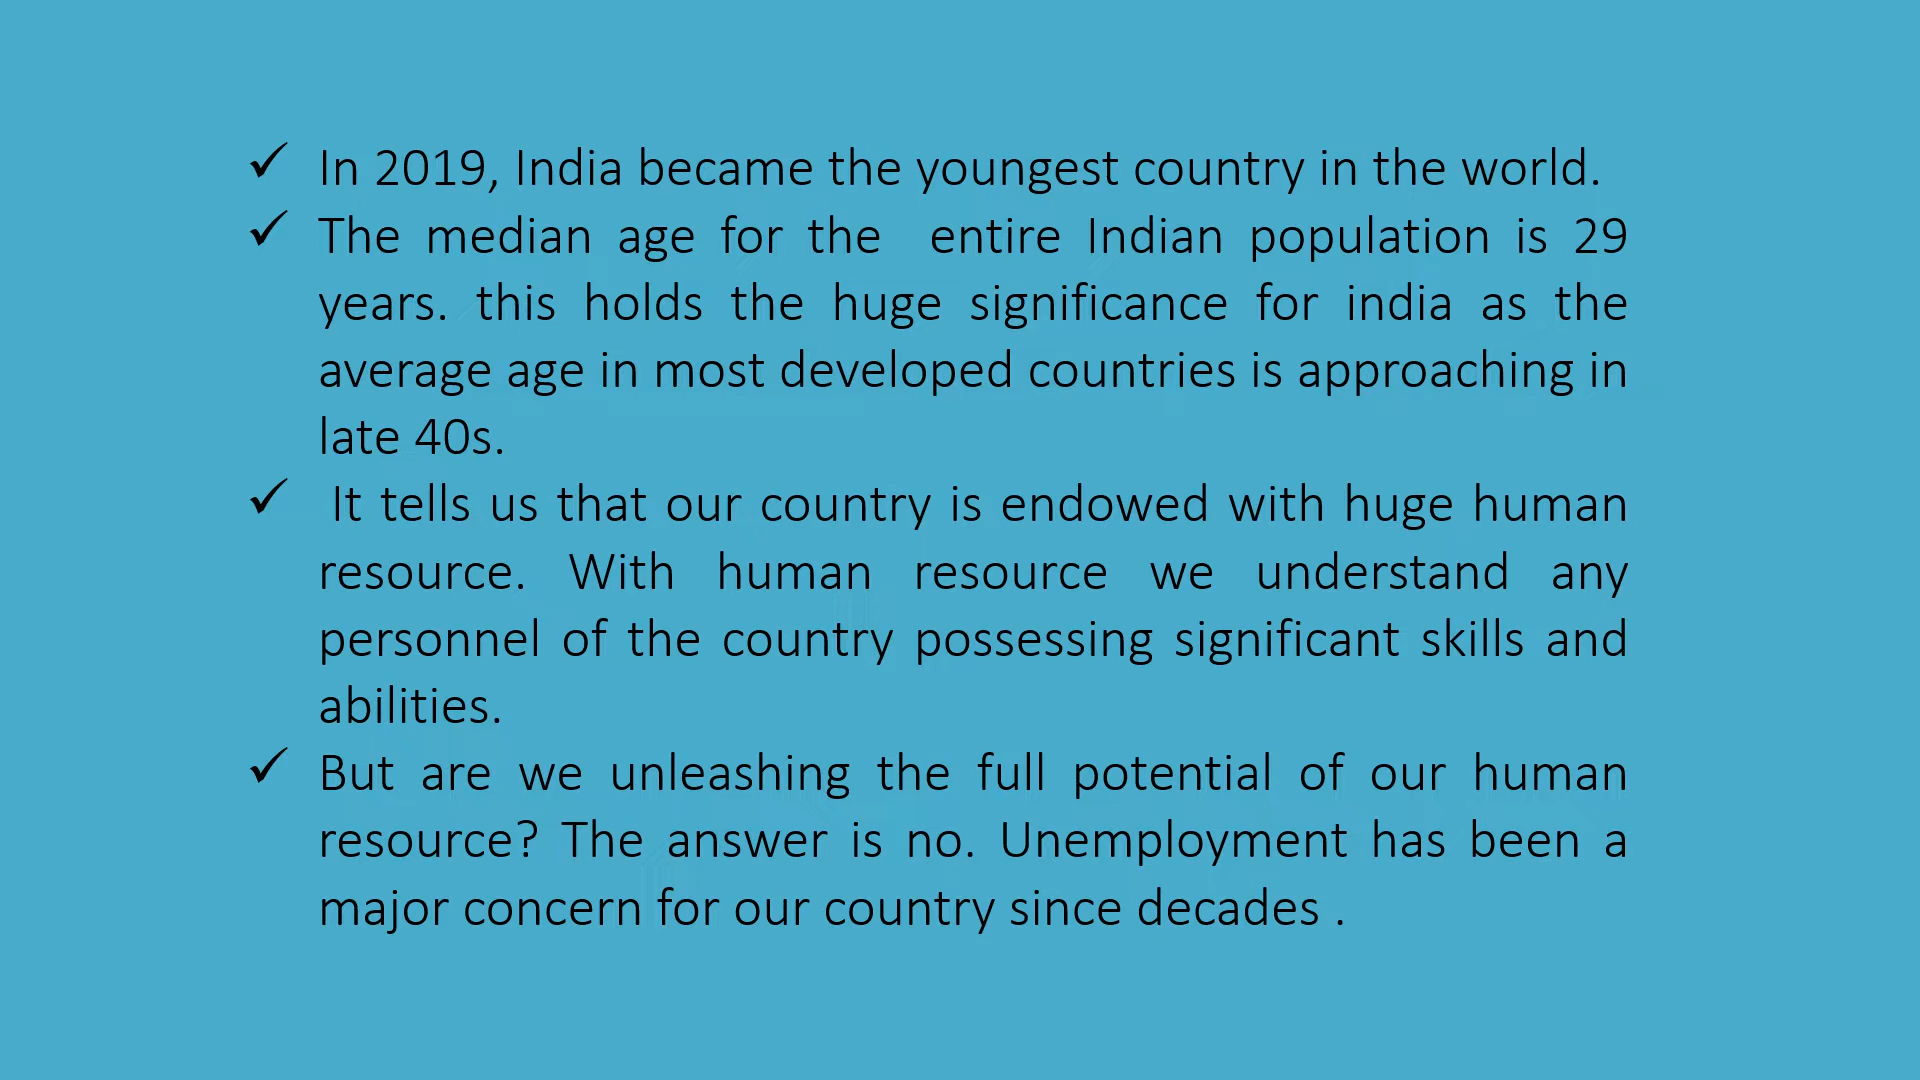 ✓ In 2019, India became the youngest country in the world.
✓ The median age for the entire Indian population is 29
years. this holds the huge significance for india as the
average age in most developed countries is approaching in
late 40s.
✓ It tells us that our country is endowed with huge human
resource. With human resource we understand any
personnel of the country possessing significant skills and
abilities.
✓ But are we unleashing the full potential of our human
resource? The answer is no. Unemployment has been a
major concern for our country since decades .